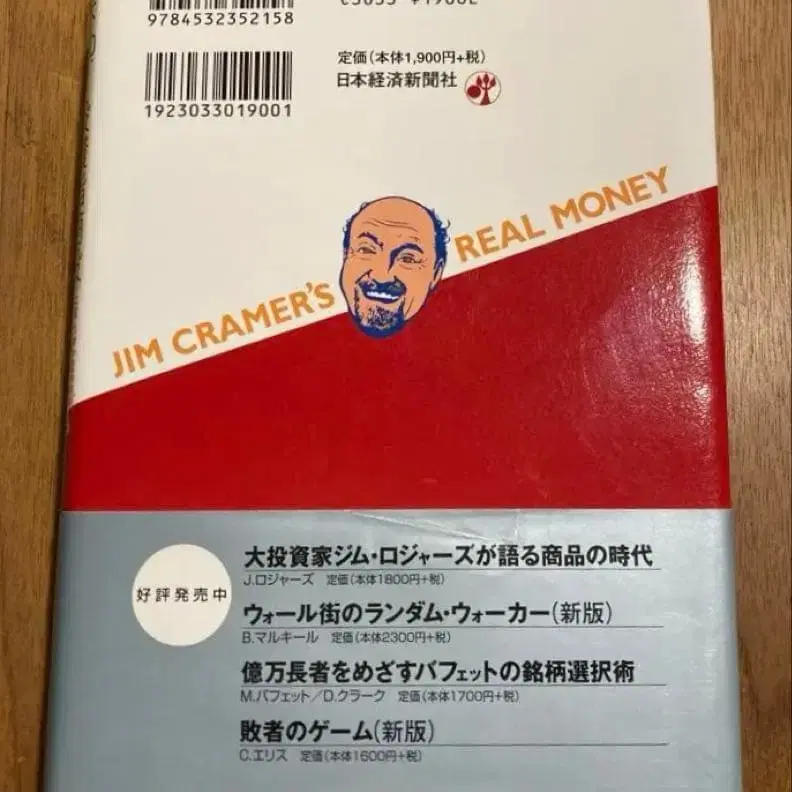 9784532352158
1923033019001
定価(本体1,900円+税)
日本経済新聞社
JIM CRAMER'S REAL MONEY
好評発売中
大投資家ジム・ロジャーズが語る商品の時代
J.ロジャーズ 定価(本体1800円+税)
ウォール街のランダム・ウォーカー(新版)
B.マルキール 定価(本体2300円+税)
億万長者をめざすバフェットの銘柄選択術
M.バフェット/D.クラーク 定価(本体1700円+税)
敗者のゲーム(新版)
C.エリス 定価(本体1600円+税)